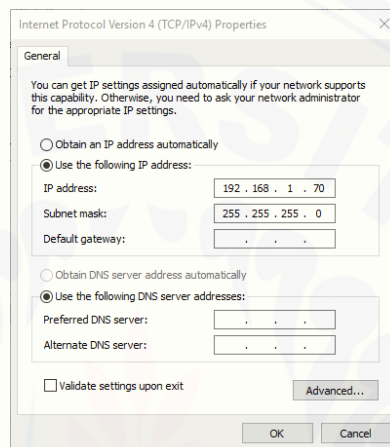 Internet Protocol Version 4 (TCP/IPv4) Properties
General
You can get IP settings assigned automatically if your network supports
this capability. Otherwise, you need to ask your network administrator
for the appropriate IP settings.
Obtain an IP address automatically
Use the following IP address:
IP address: 192 . 168 . 1 . 70
Subnet mask: 255 . 255 . 255 . 0
Default gateway: . . .
Obtain DNS server address automatically
Use the following DNS server addresses:
Preferred DNS server: . . .
Alternate DNS server: . . .
Validate settings upon exit
Advanced...
OK Cancel